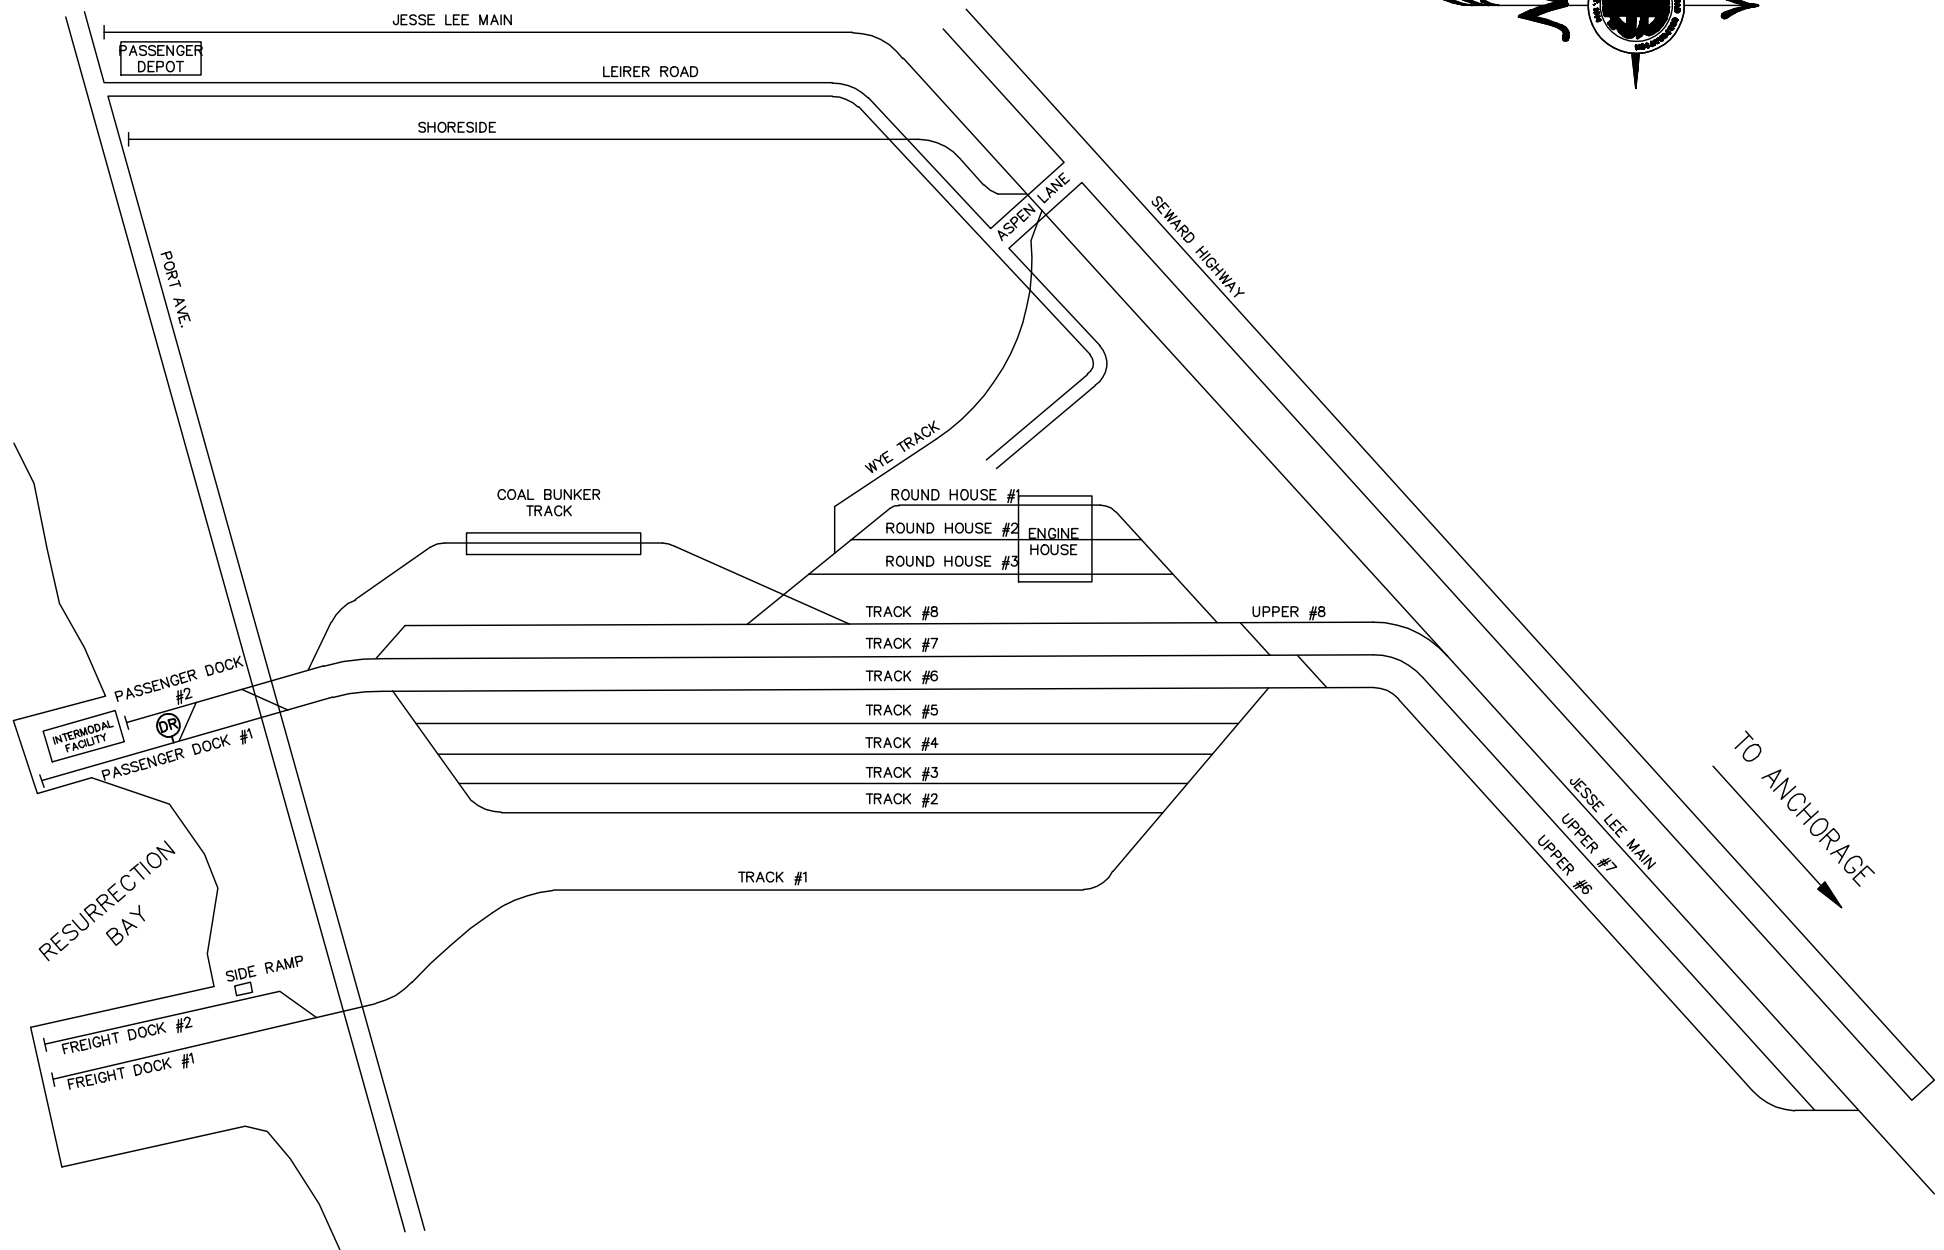 JESSE LEE MAIN
PASSENGER
DEPOT
LEIRER ROAD
SHORESIDE
ASPEN LANE
SEWARD HIGHWAY
PORT AVE.
WYE TRACK
COAL BUNKER
TRACK
ROUND HOUSE #1
ROUND HOUSE #2
ENGINE
HOUSE
ROUND HOUSE #3
TRACK #8
UPPER #8
TRACK #7
TRACK #6
PASSENGER DOCK
#2
DR
INTERMODAL
FACILITY
PASSENGER DOCK #1
TRACK #5
TRACK #4
TRACK #3
TRACK #2
TRACK #1
JESSE LEE MAIN
UPPER #7
UPPER #6
TO ANCHORAGE
RESURRECTION
BAY
SIDE RAMP
FREIGHT DOCK #2
FREIGHT DOCK #1